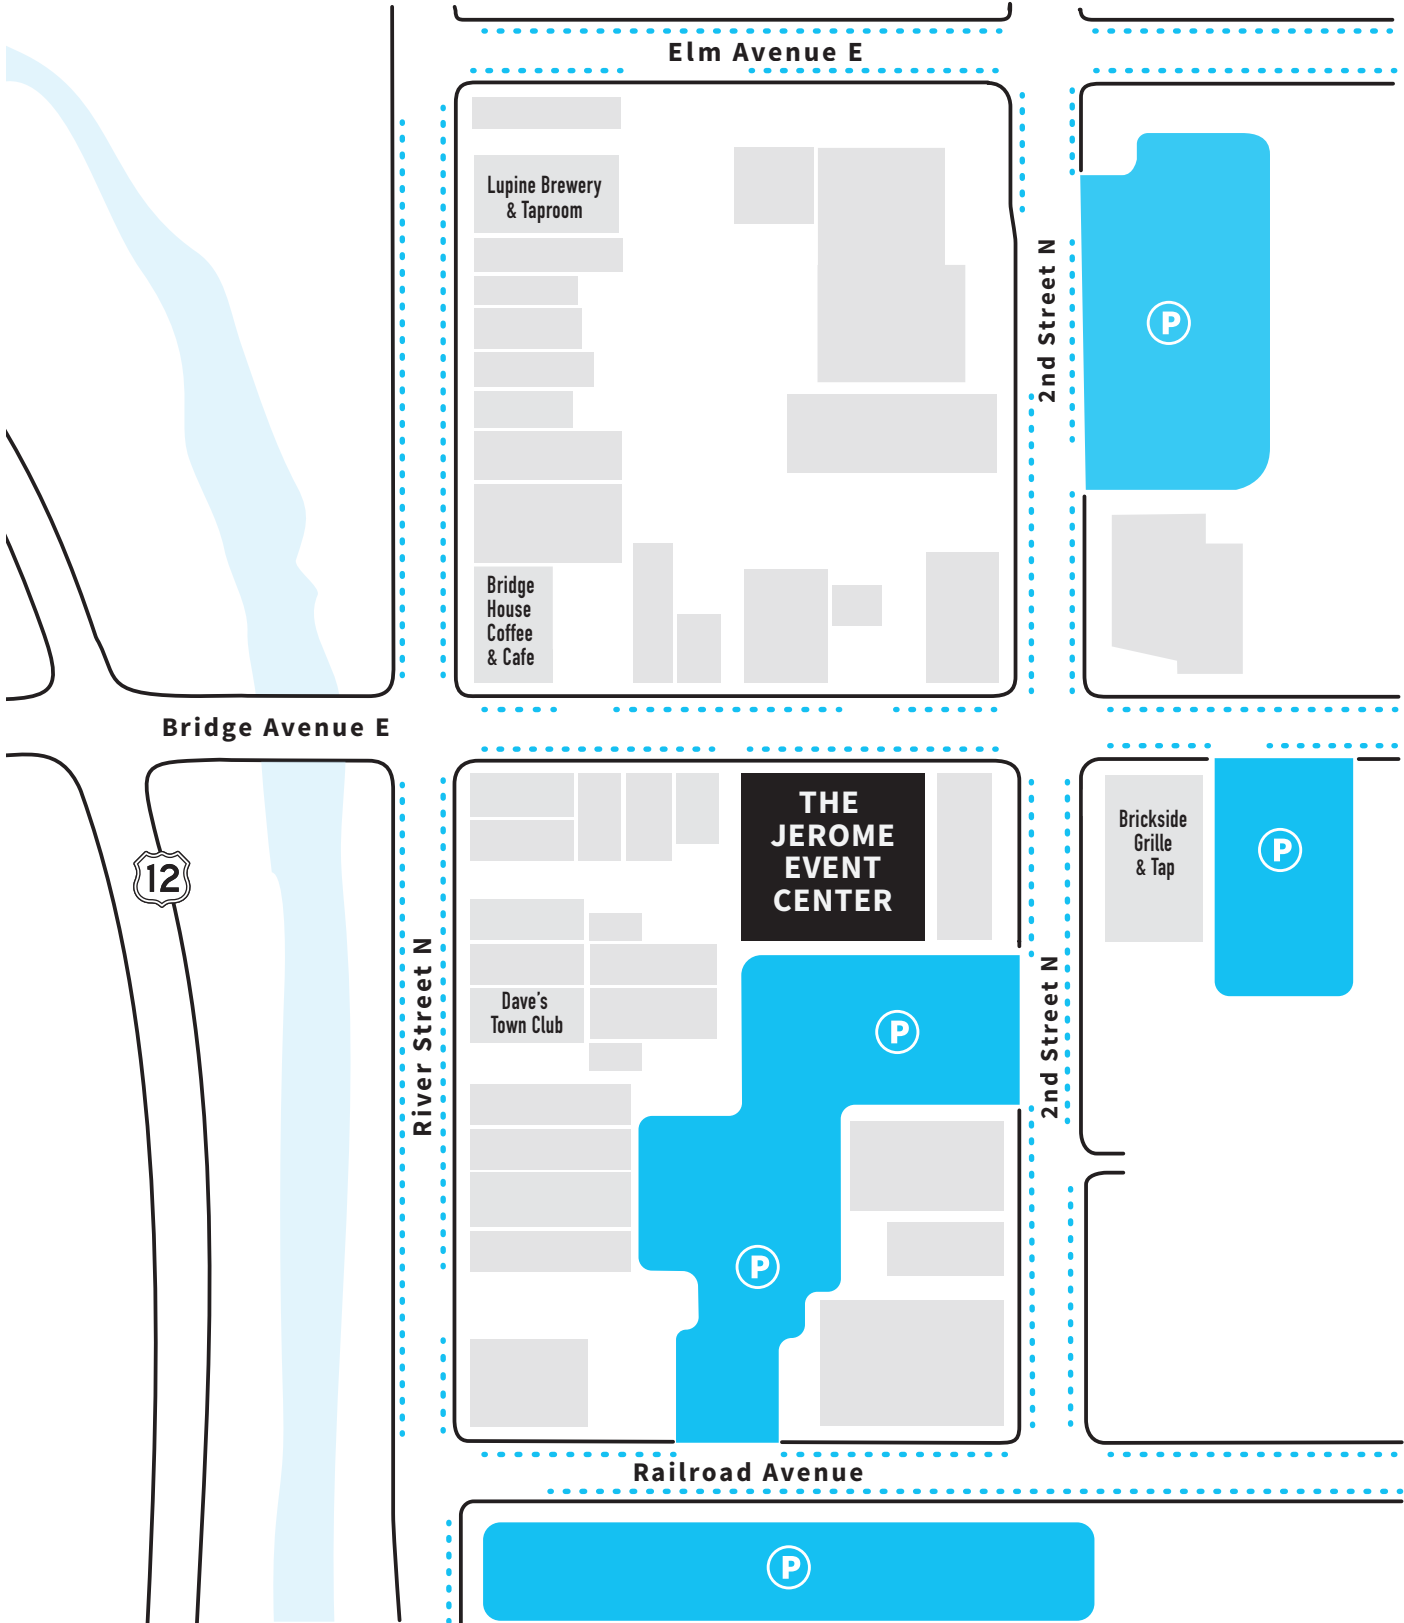 Elm Avenue E
Lupine Brewery
& Taproom
2nd Street N
P
Bridge
House
Coffee
& Cafe
Bridge Avenue E
THE
JEROME
EVENT
CENTER
Brickside
Grille
& Tap
P
12
River Street N
Dave's
Town Club
P
2nd Street N
P
Railroad Avenue
P